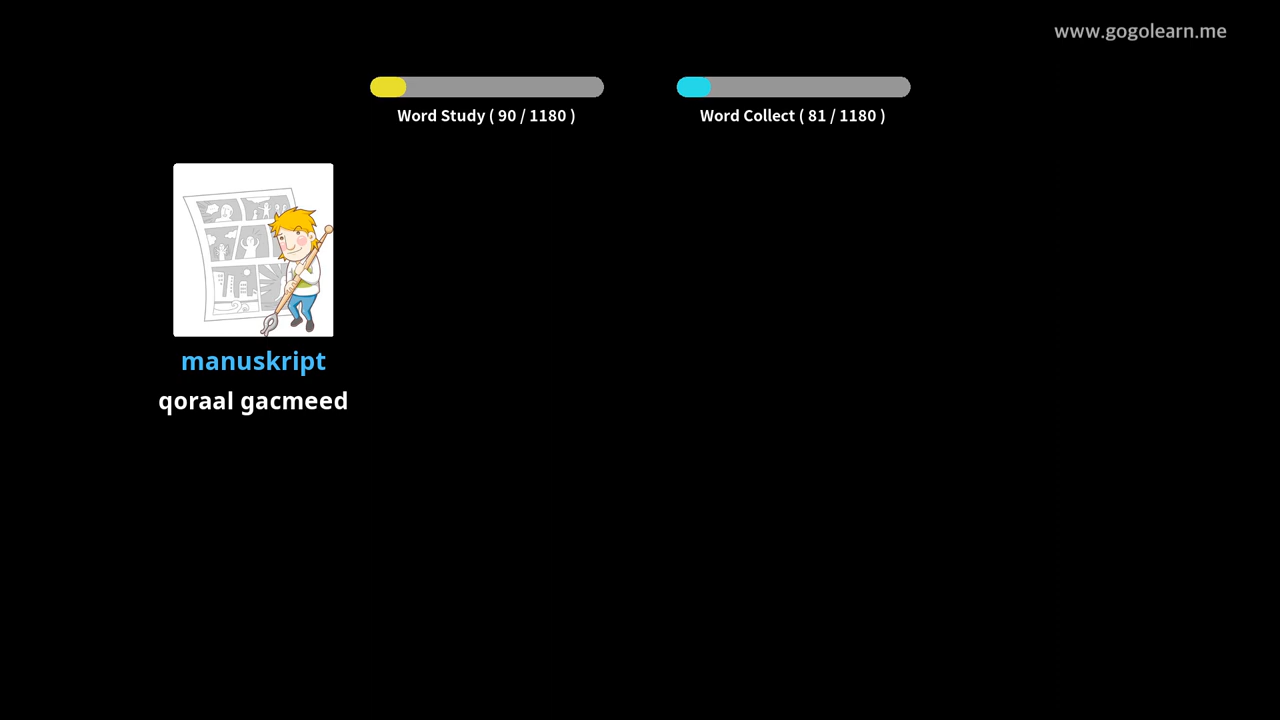 www.gogolearn.me
Word Study ( 90 / 1180 )
Word Collect ( 81 / 1180 )
manuskript
qoraal gacmeed